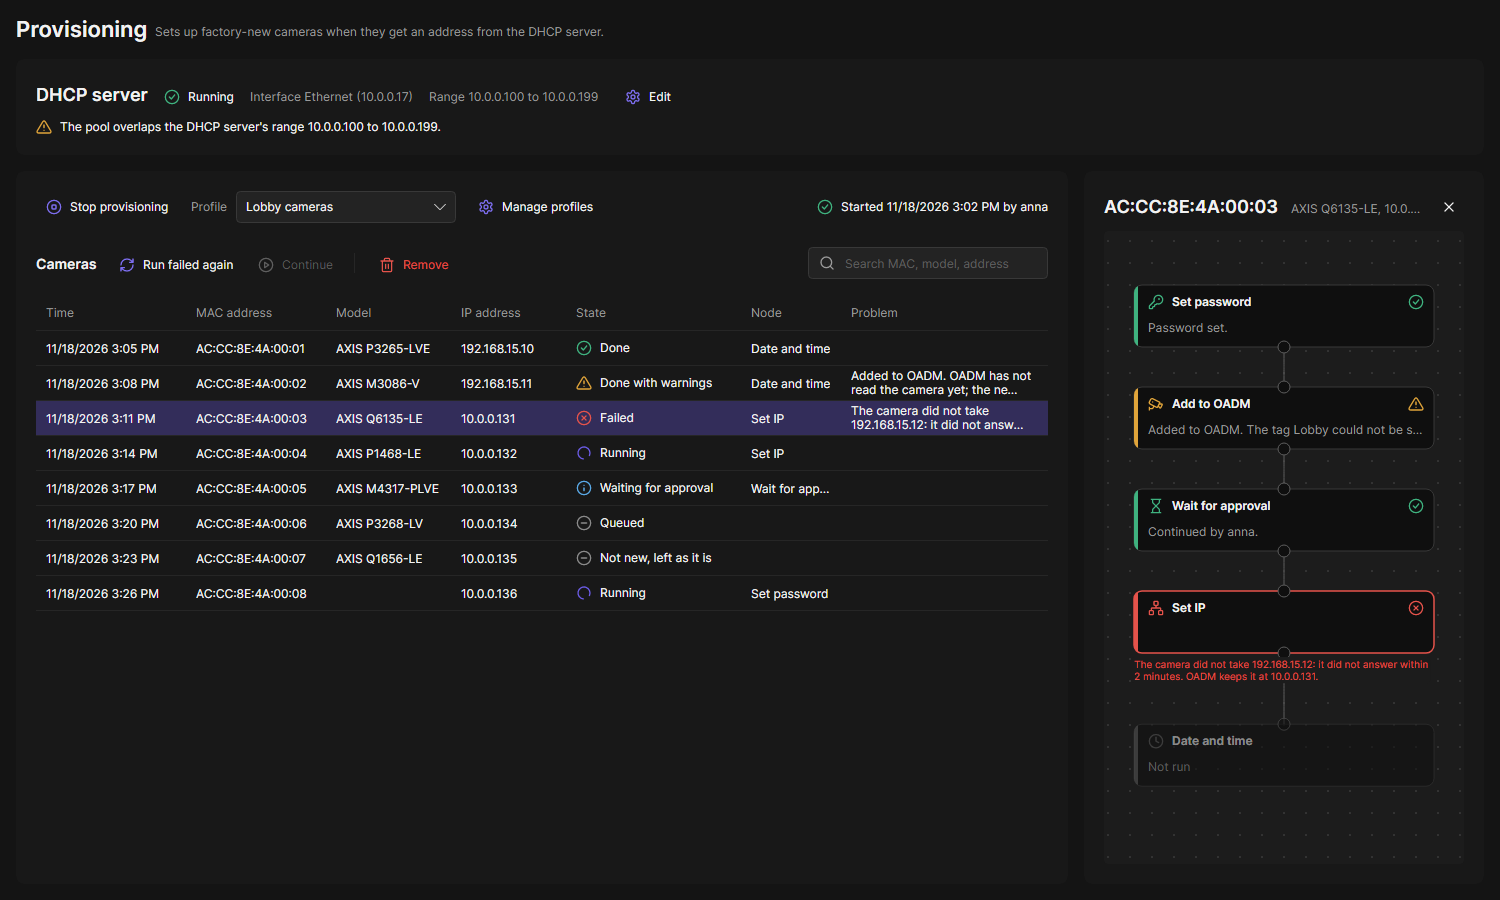 Provisioning Sets up factory-new cameras when they get an address from the DHCP server.
DHCP server Running Interface Ethernet (10.0.0.17) Range 10.0.0.100 to 10.0.0.199 Edit
The pool overlaps the DHCP server's range 10.0.0.100 to 10.0.0.199.
Stop provisioning Profile Lobby cameras Manage profiles Started 11/18/2026 3:02 PM by anna
Cameras Run failed again Continue Remove Search MAC, model, address
Time MAC address Model IP address State Node Problem
11/18/2026 3:05 PM AC:CC:8E:4A:00:01 AXIS P3265-LVE 192.168.15.10 Done Date and time
11/18/2026 3:08 PM AC:CC:8E:4A:00:02 AXIS M3086-V 192.168.15.11 Done with warnings Date and time Added to OADM. OADM has not
read the camera yet; the ne...
11/18/2026 3:11 PM AC:CC:8E:4A:00:03 AXIS Q6135-LE 10.0.0.131 Failed Set IP The camera did not take
192.168.15.12: it did not answ...
11/18/2026 3:14 PM AC:CC:8E:4A:00:04 AXIS P1468-LE 10.0.0.132 Running Set IP
11/18/2026 3:17 PM AC:CC:8E:4A:00:05 AXIS M4317-PLVE 10.0.0.133 Waiting for approval Wait for app...
11/18/2026 3:20 PM AC:CC:8E:4A:00:06 AXIS P3268-LV 10.0.0.134 Queued
11/18/2026 3:23 PM AC:CC:8E:4A:00:07 AXIS Q1656-LE 10.0.0.135 Not new, left as it is
11/18/2026 3:26 PM AC:CC:8E:4A:00:08 10.0.0.136 Running Set password
AC:CC:8E:4A:00:03 AXIS Q6135-LE, 10.0....
Set password
Password set.
Add to OADM
Added to OADM. The tag Lobby could not be s...
Wait for approval
Continued by anna.
Set IP
The camera did not take 192.168.15.12: it did not answer within
2 minutes. OADM keeps it at 10.0.0.131.
Date and time
Not run